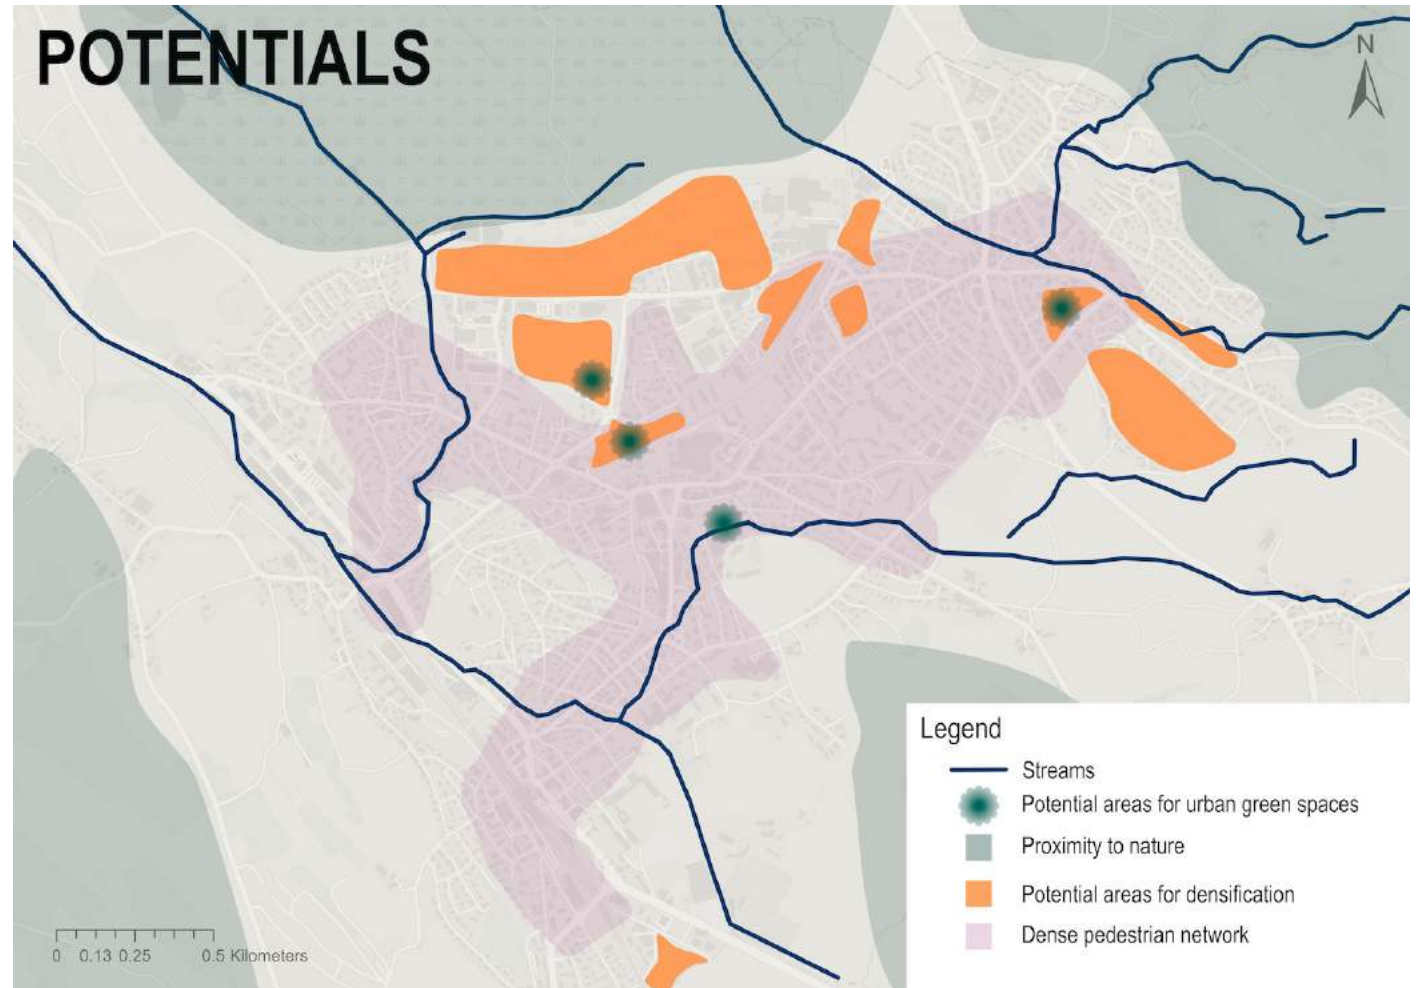 POTENTIALS
N
Legend
Streams
Potential areas for urban green spaces
Proximity to nature
Potential areas for densification
Dense pedestrian network
0 0.13 0.25 0.5 Kilometers